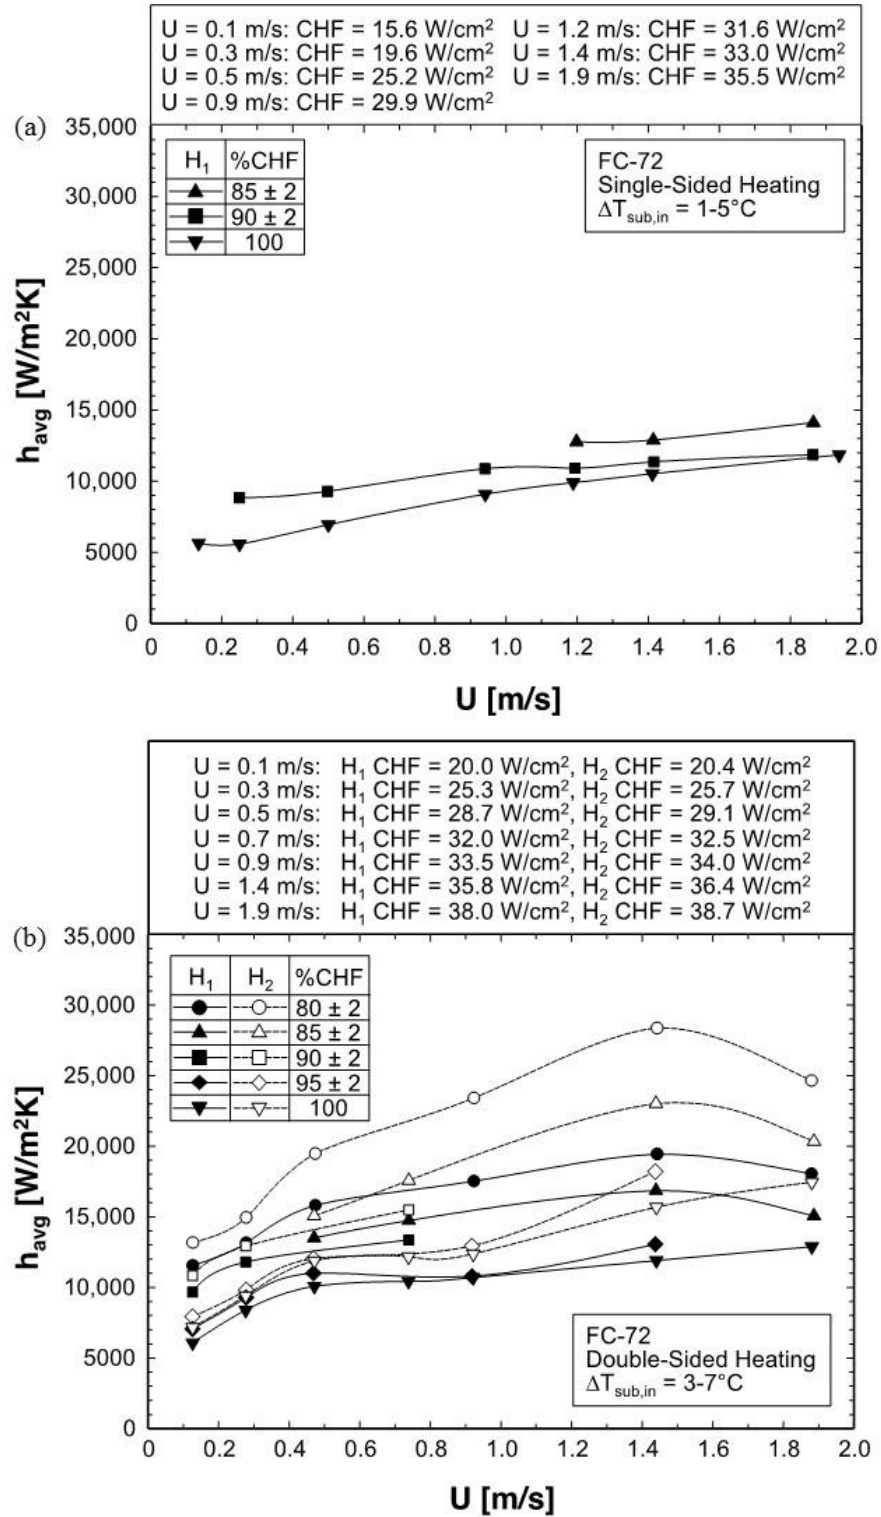 U = 0.1 m/s: CHF = 15.6 W/cm² U = 1.2 m/s: CHF = 31.6 W/cm²
U = 0.3 m/s: CHF = 19.6 W/cm² U = 1.4 m/s: CHF = 33.0 W/cm²
U = 0.5 m/s: CHF = 25.2 W/cm² U = 1.9 m/s: CHF = 35.5 W/cm²
U = 0.9 m/s: CHF = 29.9 W/cm²
(a)
H₁ %CHF
85 ± 2
90 ± 2
100
FC-72
Single-Sided Heating
ΔT_sub,in = 1-5°C
35,000
30,000
25,000
20,000
15,000
10,000
5000
0
h_avg [W/m²K]
0 0.2 0.4 0.6 0.8 1.0 1.2 1.4 1.6 1.8 2.0
U [m/s]
U = 0.1 m/s: H₁ CHF = 20.0 W/cm², H₂ CHF = 20.4 W/cm²
U = 0.3 m/s: H₁ CHF = 25.3 W/cm², H₂ CHF = 25.7 W/cm²
U = 0.5 m/s: H₁ CHF = 28.7 W/cm², H₂ CHF = 29.1 W/cm²
U = 0.7 m/s: H₁ CHF = 32.0 W/cm², H₂ CHF = 32.5 W/cm²
U = 0.9 m/s: H₁ CHF = 33.5 W/cm², H₂ CHF = 34.0 W/cm²
U = 1.4 m/s: H₁ CHF = 35.8 W/cm², H₂ CHF = 36.4 W/cm²
U = 1.9 m/s: H₁ CHF = 38.0 W/cm², H₂ CHF = 38.7 W/cm²
(b)
H₁ H₂ %CHF
80 ± 2
85 ± 2
90 ± 2
95 ± 2
100
35,000
30,000
25,000
20,000
15,000
10,000
5000
0
h_avg [W/m²K]
FC-72
Double-Sided Heating
ΔT_sub,in = 3-7°C
0 0.2 0.4 0.6 0.8 1.0 1.2 1.4 1.6 1.8 2.0
U [m/s]